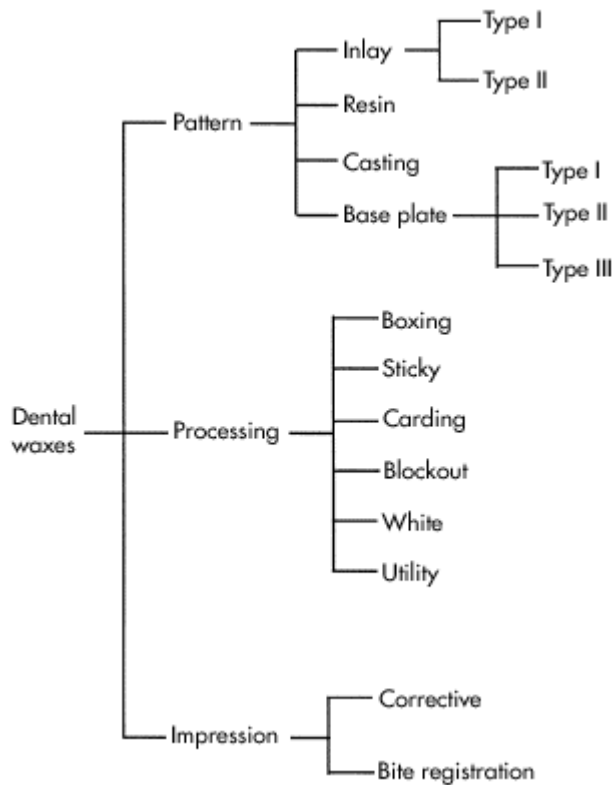 Type I
Inlay
Type II
Resin
Pattern
Casting
Type I
Base plate
Type II
Type III
Boxing
Sticky
Carding
Dental
waxes
Processing
Blockout
White
Utility
Corrective
Impression
Bite registration